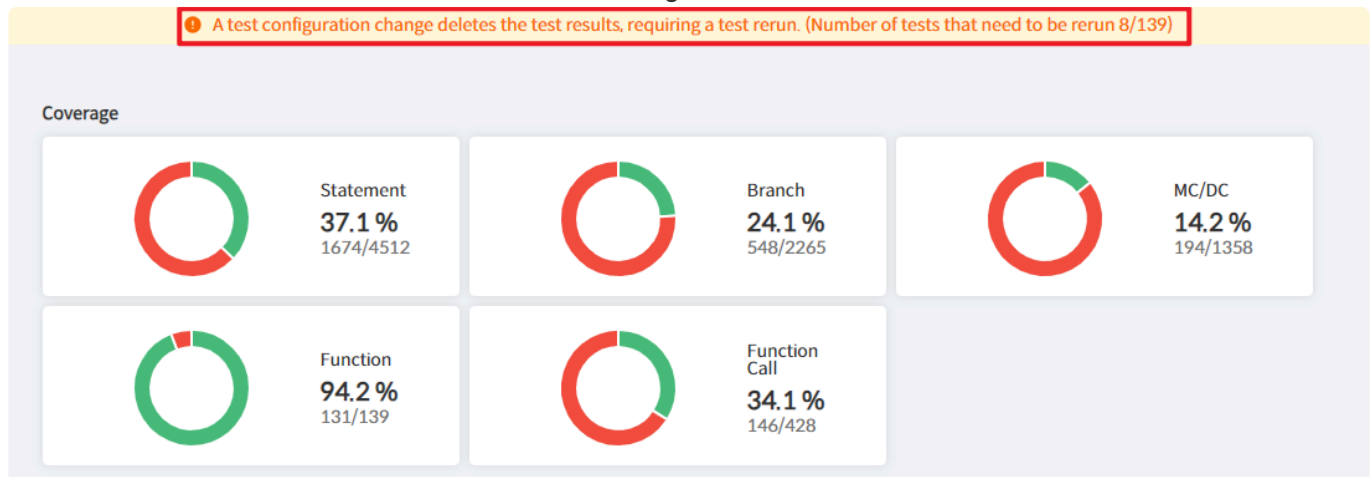 A test configuration change deletes the test results, requiring a test rerun. (Number of tests that need to be rerun 8/139)
Coverage
Statement
37.1 %
1674/4512
Branch
24.1 %
548/2265
MC/DC
14.2 %
194/1358
Function
94.2 %
131/139
Function
Call
34.1 %
146/428